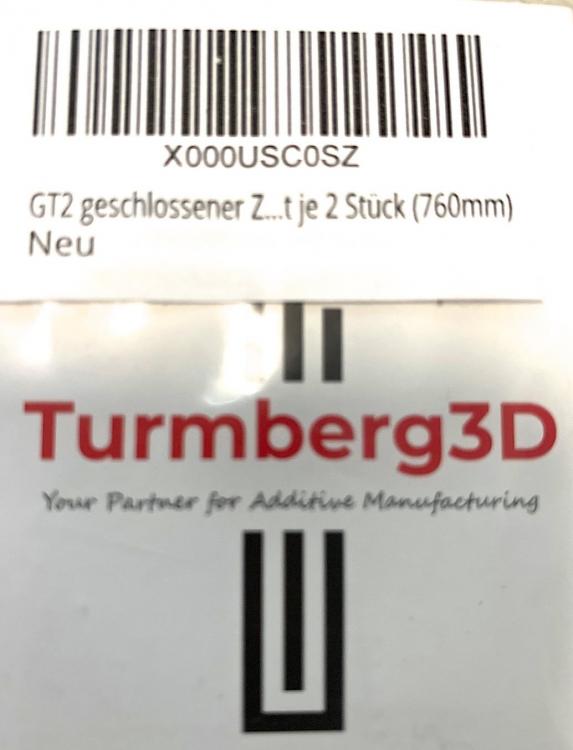 X000USC0SZ
GT2 geschlossener Z...t je 2 Stück (760mm)
Neu
Turmberg3D
Your Partner for Additive Manufacturing